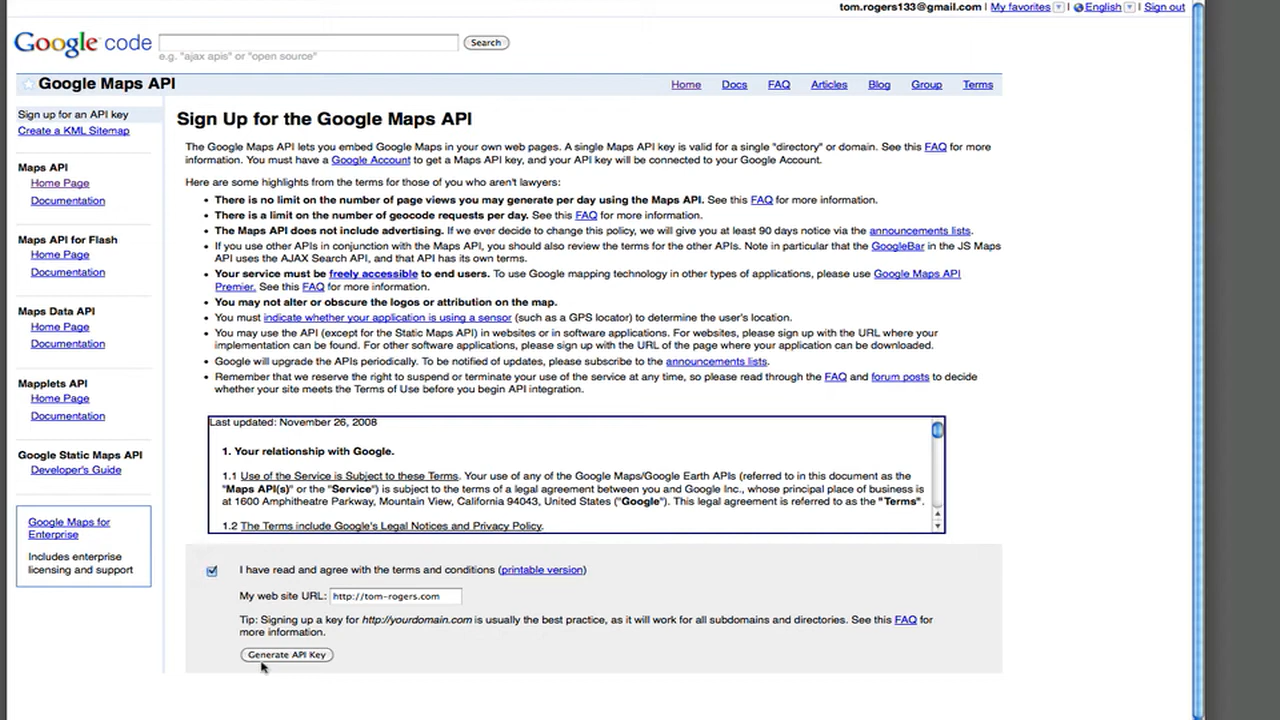 tom.rogers133@gmail.com | My favorites | English | Sign out
Google code Search
e.g. "ajax apis" or "open source"
Google Maps API Home Docs FAQ Articles Blog Group Terms
Sign up for an API key
Create a KML Sitemap
Maps API
Home Page
Documentation
Maps API for Flash
Home Page
Documentation
Maps Data API
Home Page
Documentation
Mapplets API
Home Page
Documentation
Google Static Maps API
Developer's Guide
Google Maps for
Enterprise
Includes enterprise
licensing and support
Sign Up for the Google Maps API
The Google Maps API lets you embed Google Maps in your own web pages. A single Maps API key is valid for a single "directory" or domain. See this FAQ for more
information. You must have a Google Account to get a Maps API key, and your API key will be connected to your Google Account.
Here are some highlights from the terms for those of you who aren't lawyers:
• There is no limit on the number of page views you may generate per day using the Maps API. See this FAQ for more information.
• There is a limit on the number of geocode requests per day. See this FAQ for more information.
• The Maps API does not include advertising. If we ever decide to change this policy, we will give you at least 90 days notice via the announcements lists.
• If you use other APIs in conjunction with the Maps API, you should also review the terms for the other APIs. Note in particular that the GoogleBar in the JS Maps
API uses the AJAX Search API, and that API has its own terms.
• Your service must be freely accessible to end users. To use Google mapping technology in other types of applications, please use Google Maps API
Premier. See this FAQ for more information.
• You may not alter or obscure the logos or attribution on the map.
• You must indicate whether your application is using a sensor (such as a GPS locator) to determine the user's location.
• You may use the API (except for the Static Maps API) in websites or in software applications. For websites, please sign up with the URL where your
implementation can be found. For other software applications, please sign up with the URL of the page where your application can be downloaded.
• Google will upgrade the APIs periodically. To be notified of updates, please subscribe to the announcements lists.
• Remember that we reserve the right to suspend or terminate your use of the service at any time, so please read through the FAQ and forum posts to decide
whether your site meets the Terms of Use before you begin API integration.
Last updated: November 26, 2008
1. Your relationship with Google.
1.1 Use of the Service is Subject to these Terms. Your use of any of the Google Maps/Google Earth APIs (referred to in this document as the
"Maps API(s)" or the "Service") is subject to the terms of a legal agreement between you and Google Inc., whose principal place of business is
at 1600 Amphitheatre Parkway, Mountain View, California 94043, United States ("Google"). This legal agreement is referred to as the "Terms".
1.2 The Terms include Google's Legal Notices and Privacy Policy.
I have read and agree with the terms and conditions (printable version)
My web site URL: http://tom-rogers.com
Tip: Signing up a key for http://yourdomain.com is usually the best practice, as it will work for all subdomains and directories. See this FAQ for
more information.
Generate API Key